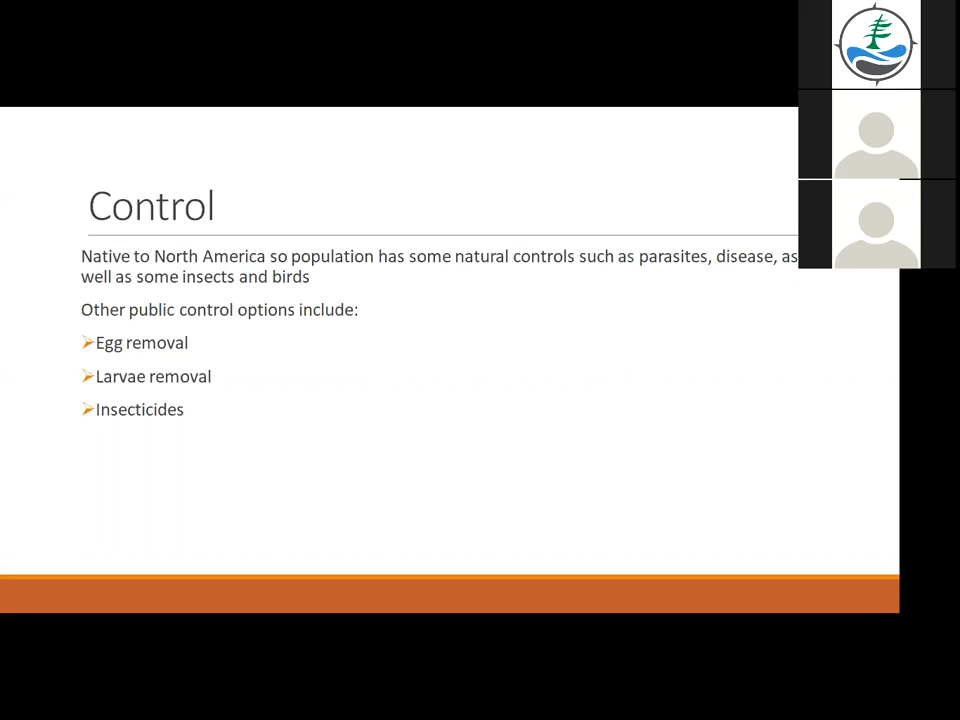 Control
Native to North America so population has some natural controls such as parasites, disease, as
well as some insects and birds
Other public control options include:
Egg removal
Larvae removal
Insecticides